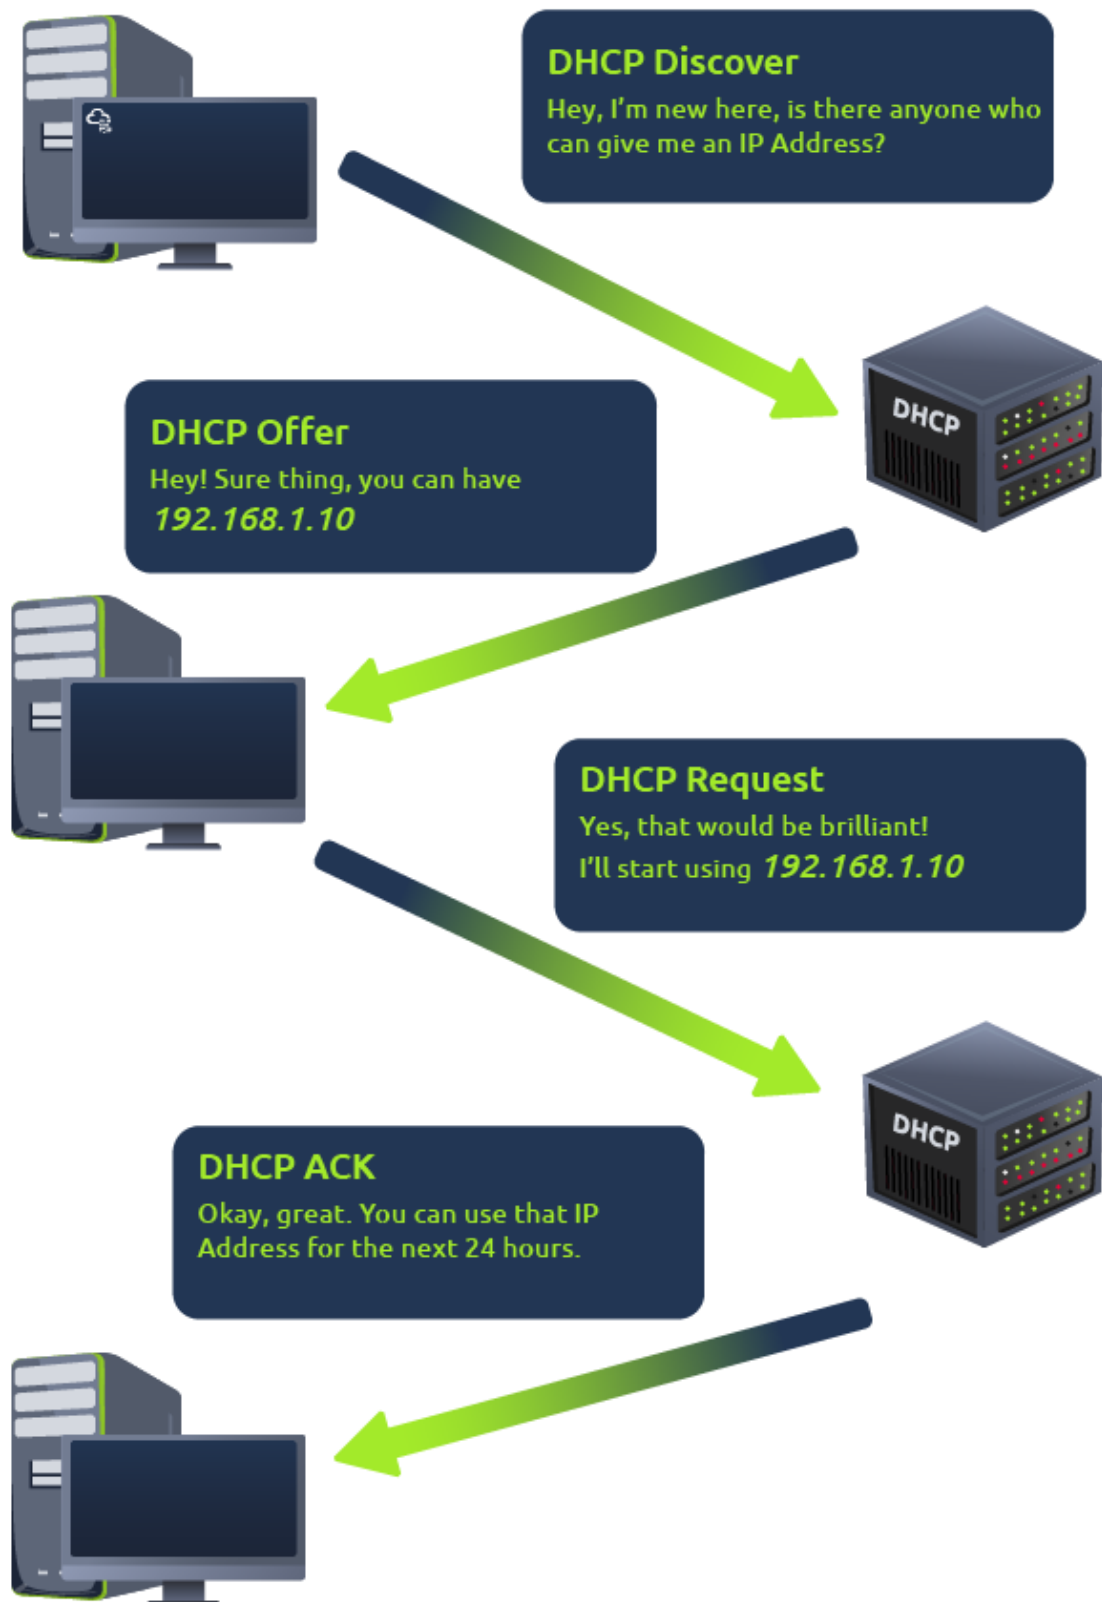 DHCP Discover
Hey, I'm new here, is there anyone who
can give me an IP Address?
DHCP
DHCP Offer
Hey! Sure thing, you can have
192.168.1.10
DHCP Request
Yes, that would be brilliant!
I'll start using 192.168.1.10
DHCP
DHCP ACK
Okay, great. You can use that IP
Address for the next 24 hours.